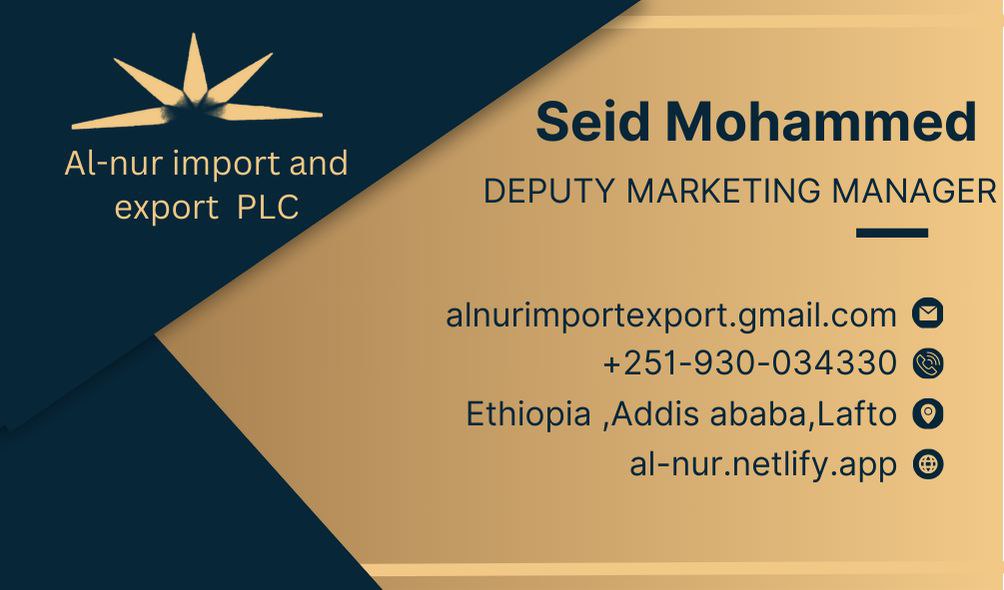 Al-nur import and
export  PLC
Seid Mohammed
DEPUTY MARKETING MANAGER
alnurimportexport.gmail.com
+251-930-034330
Ethiopia ,Addis ababa,Lafto
al-nur.netlify.app